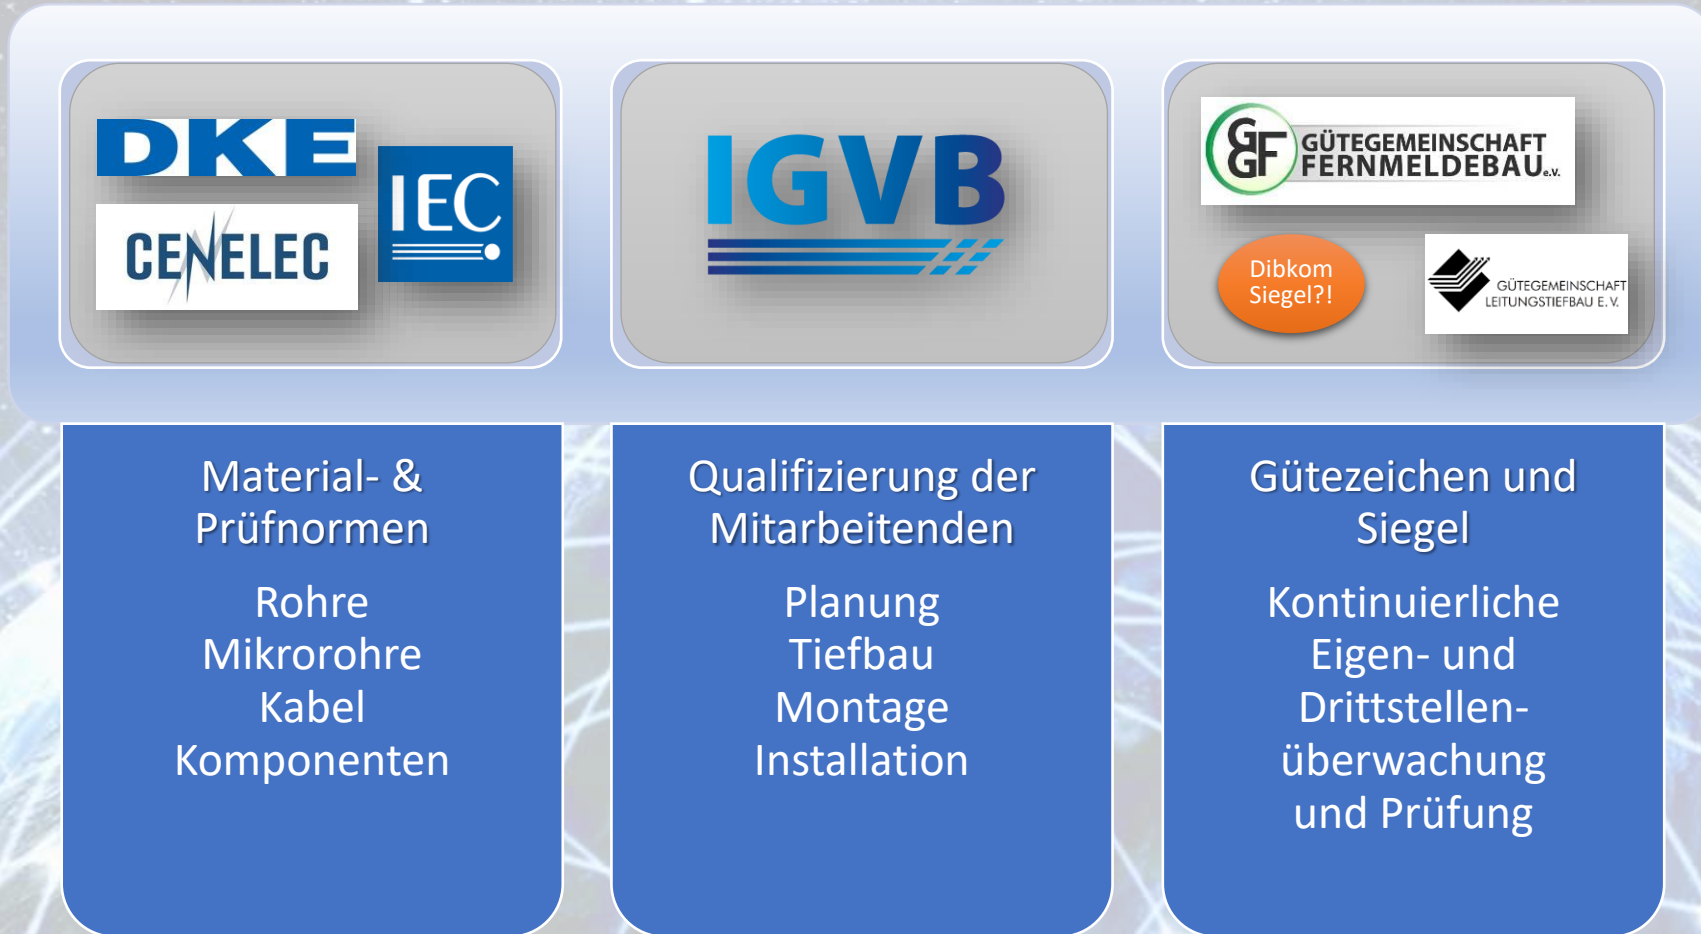 DKE
IEC
CENELEC
IGVB
GGF GÜTEGEMEINSCHAFT
FERNMELDEBAU e.V.
Dibkom
Siegel?!
GÜTEGEMEINSCHAFT
LEITUNGSTIEFBAU E. V.
Material- &
Prüfnormen
Rohre
Mikrorohre
Kabel
Komponenten
Qualifizierung der
Mitarbeitenden
Planung
Tiefbau
Montage
Installation
Gütezeichen und
Siegel
Kontinuierliche
Eigen- und
Drittstellen-
überwachung
und Prüfung